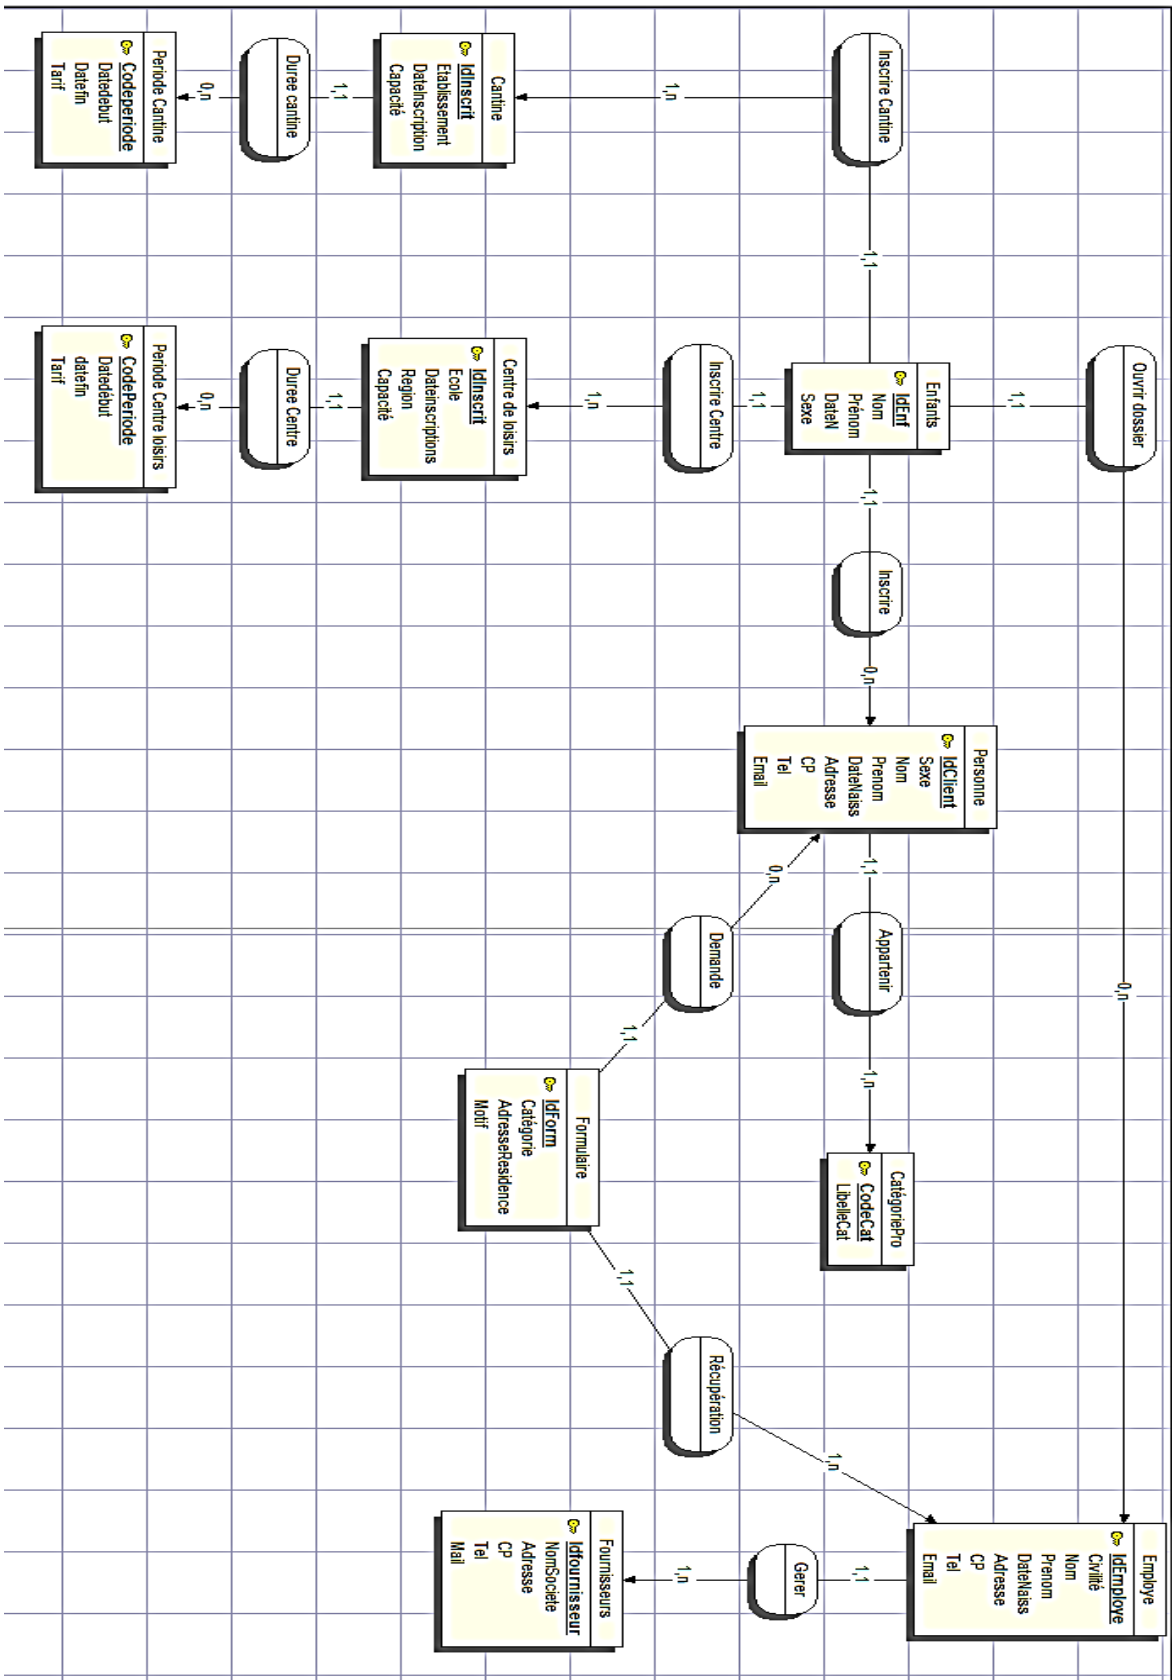 Ouvrir dossier
1,1
0,n
Employe
IdEmploye
Civilité
Nom
Prenom
DateNaiss
Adresse
CP
Tel
Email
Inscrire Cantine
1,1
1,n
Enfants
IdEnf
Nom
Prénom
DateN
Sexe
1,1
Inscrire
0,n
Personne
IdClient
Sexe
Nom
Prenom
DateNaiss
Adresse
CP
Tel
Email
1,1
Appartenir
1,n
CatégoriePro
CodeCat
LibelleCat
1,1
Inscrire Centre
1,n
0,n
Demande
1,1
Formulaire
IdForm
Catégorie
AdresseResidence
Motif
1,1
Récupération
1,n
1,1
Gerer
1,n
Fournisseurs
Idfournisseur
NomSociete
Adresse
CP
Tel
Mail
Cantine
IdInscrit
Etablissement
DateInscription
Capacité
1,1
Duree cantine
0,n
Periode Cantine
Codeperiode
Datedebut
Datefin
Tarif
Centre de loisirs
IdInscrit
Ecole
Dateinscriptions
Region
Capacité
1,1
Duree Centre
0,n
Periode Centre loisirs
CodePeriode
Datedébut
datefin
Tarif